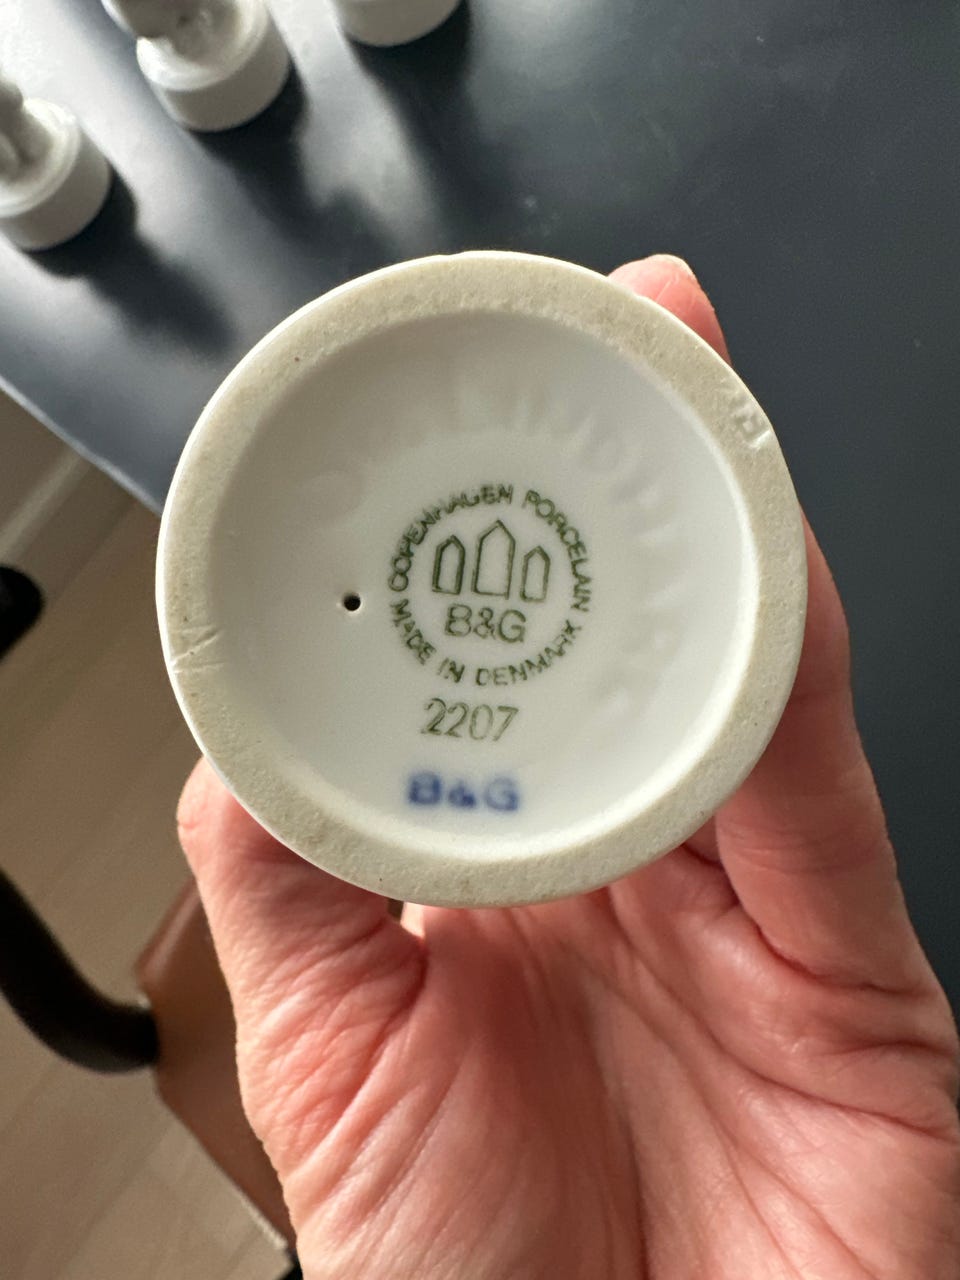 COPENHAGEN PORCELAIN
B&G
MADE IN DENMARK
2207
B&G